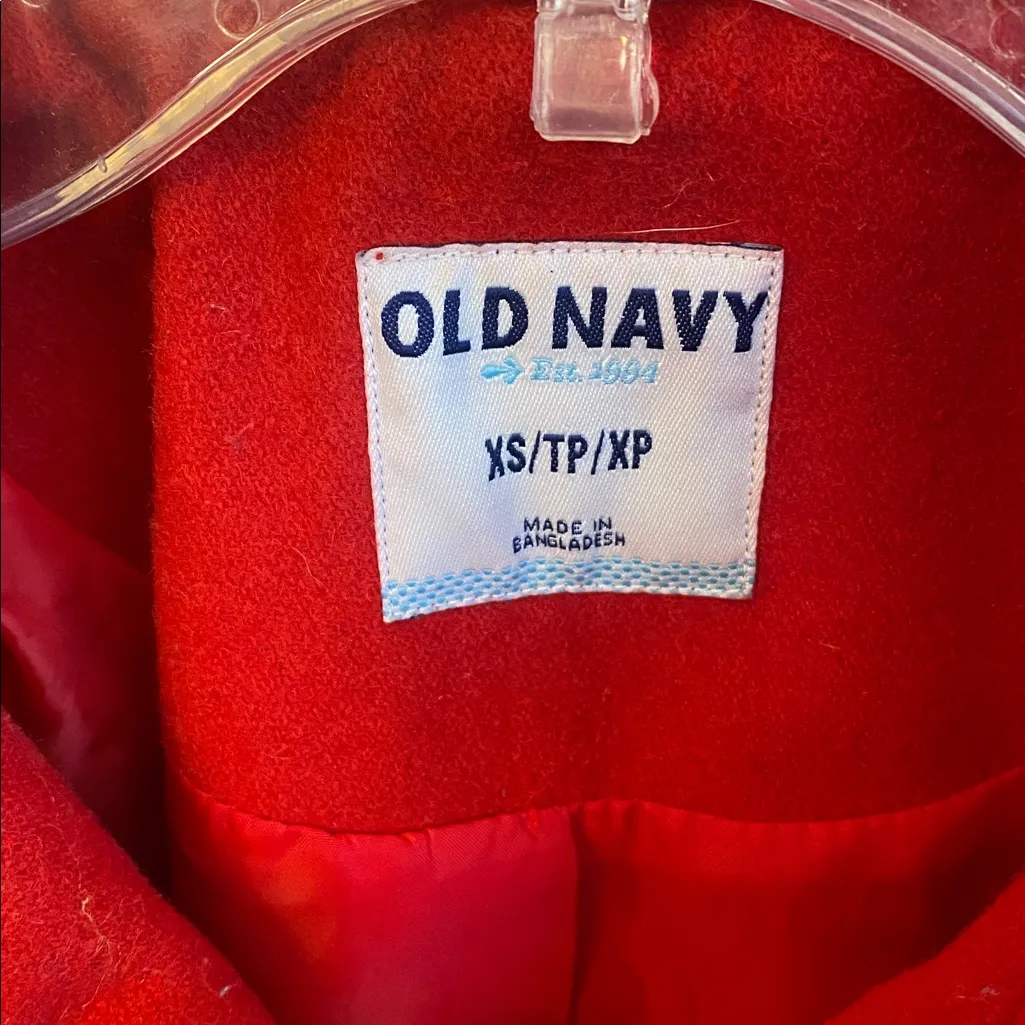 OLD NAVY
Est. 1994
XS/TP/XP
MADE IN
BANGLADESH